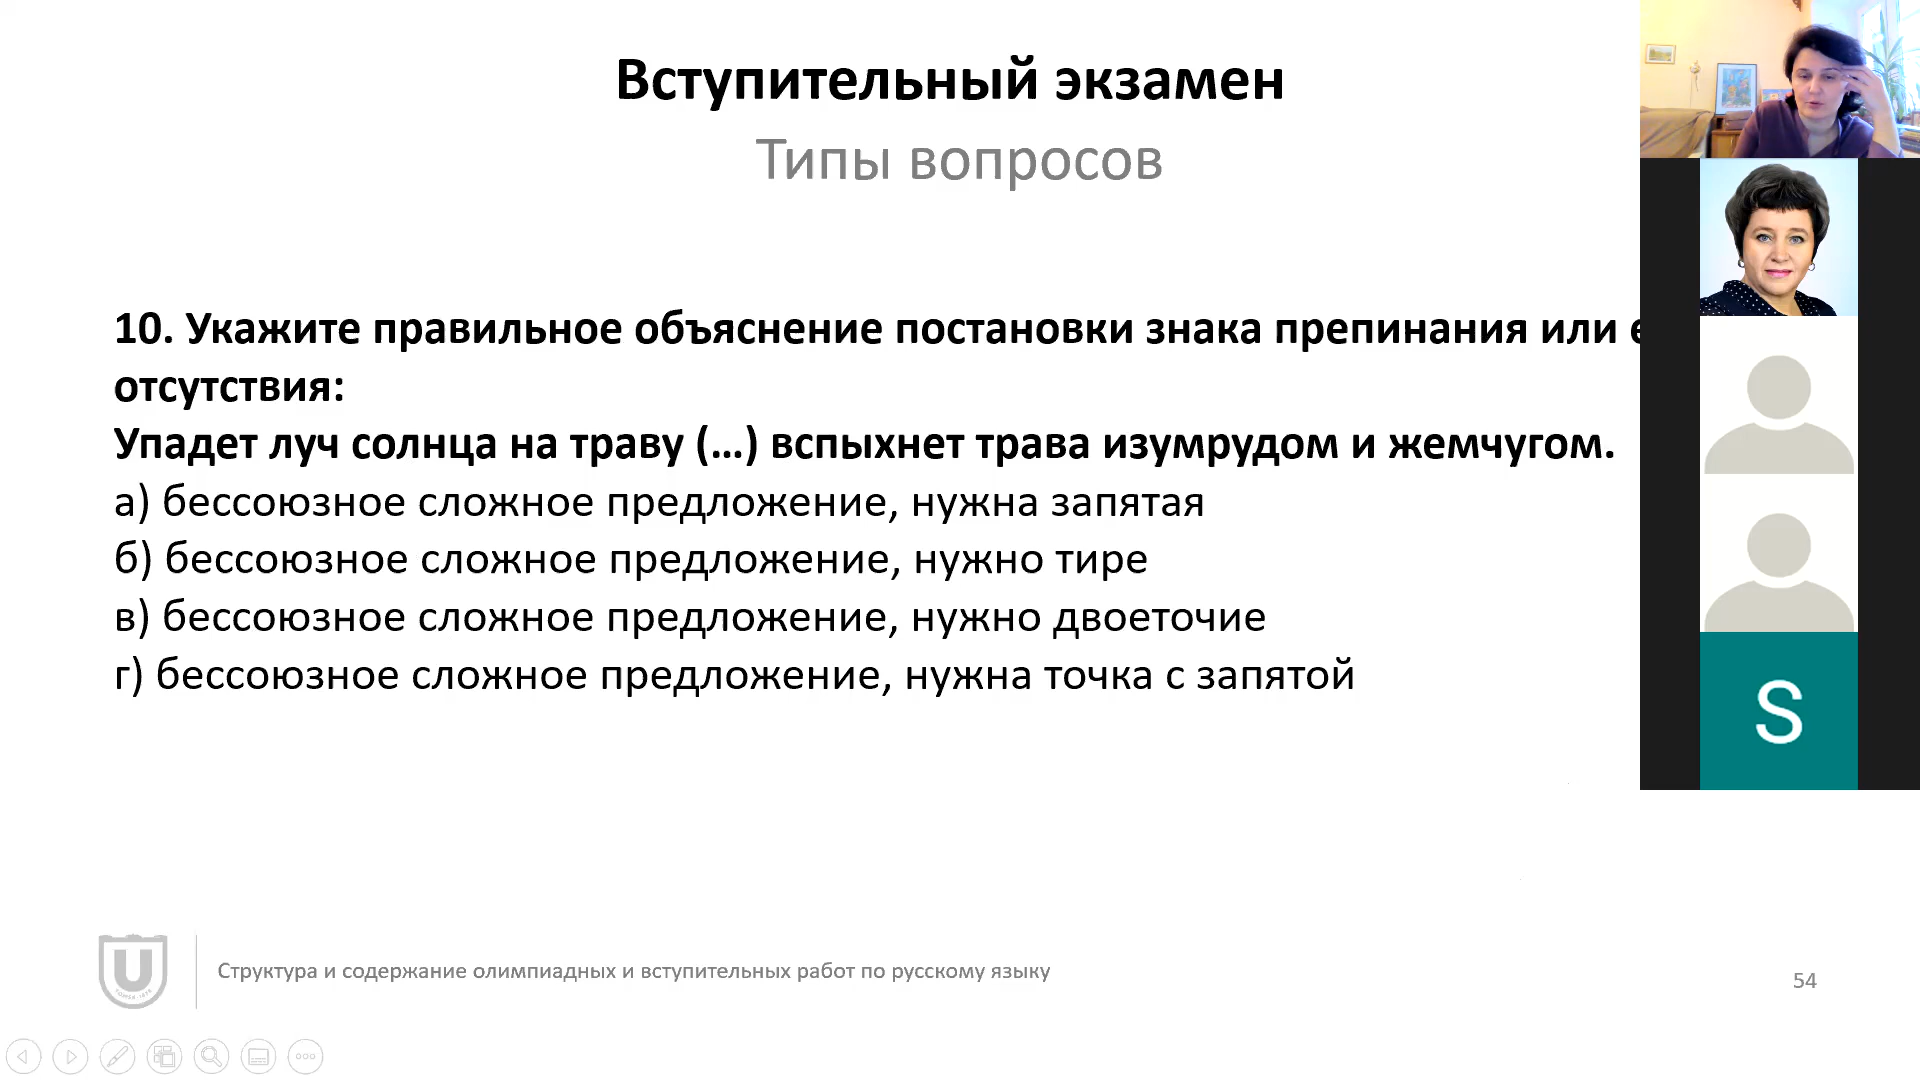 Вступительный экзамен
Типы вопросов
10. Укажите правильное объяснение постановки знака препинания или
отсутствия:
Упадет луч солнца на траву (...) вспыхнет трава изумрудом и жемчугом.
а) бессоюзное сложное предложение, нужна запятая
б) бессоюзное сложное предложение, нужно тире
в) бессоюзное сложное предложение, нужно двоеточие
г) бессоюзное сложное предложение, нужна точка с запятой
S
U
Структура и содержание олимпиадных и вступительных работ по русскому языку
54